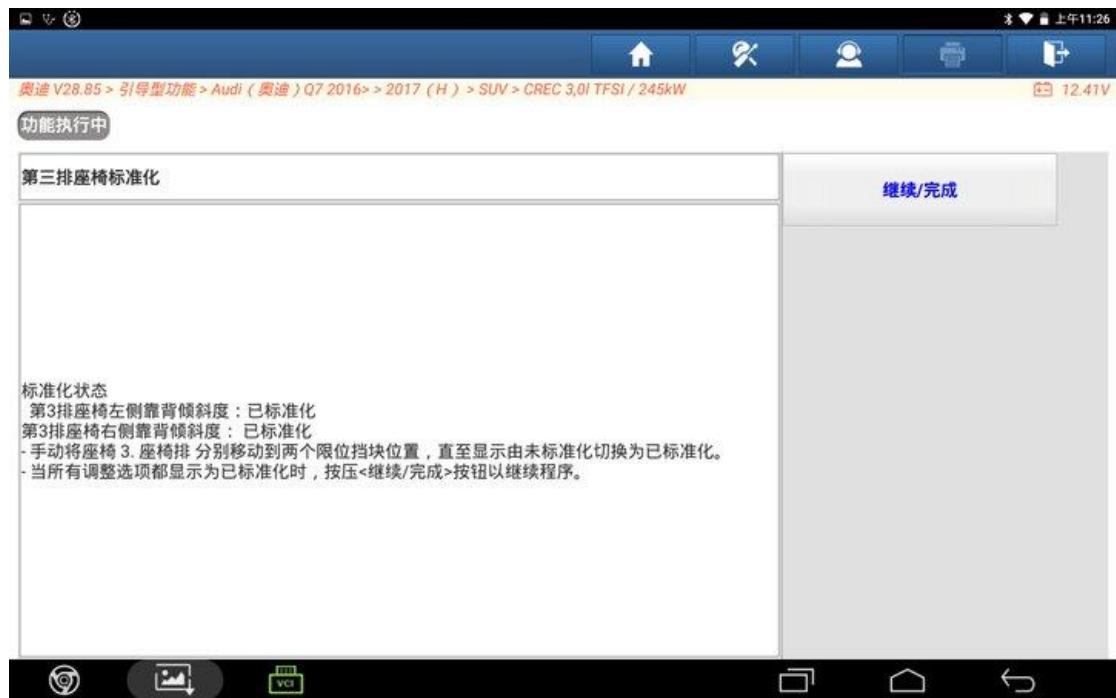 上午11:26
奥迪 V28.85 > 引导型功能 > Audi ( 奥迪 ) Q7 2016> > 2017 ( H ) > SUV > CREC 3,0l TFSI / 245kW
12.41V
功能执行中
第三排座椅标准化
继续/完成
标准化状态
第3排座椅左侧靠背倾斜度：已标准化
第3排座椅右侧靠背倾斜度： 已标准化
- 手动将座椅 3. 座椅排 分别移动到两个限位挡块位置，直至显示由未标准化切换为已标准化。
- 当所有调整选项都显示为已标准化时，按压<继续/完成>按钮以继续程序。
VCI